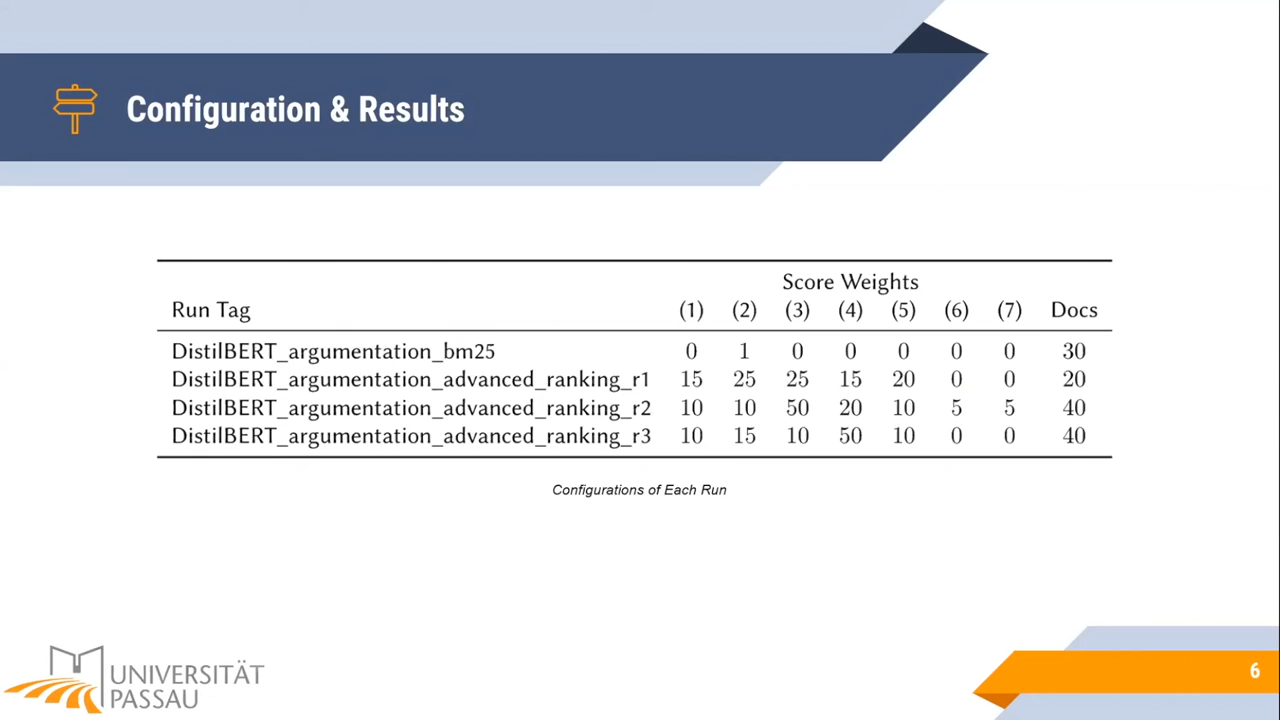 Configuration & Results
Score Weights
Run Tag (1) (2) (3) (4) (5) (6) (7) Docs
DistilBERT_argumentation_bm25 0 1 0 0 0 0 0 30
DistilBERT_argumentation_advanced_ranking_r1 15 25 25 15 20 0 0 20
DistilBERT_argumentation_advanced_ranking_r2 10 10 50 20 10 5 5 40
DistilBERT_argumentation_advanced_ranking_r3 10 15 10 50 10 0 0 40
Configurations of Each Run
UNIVERSITÄT
PASSAU
6